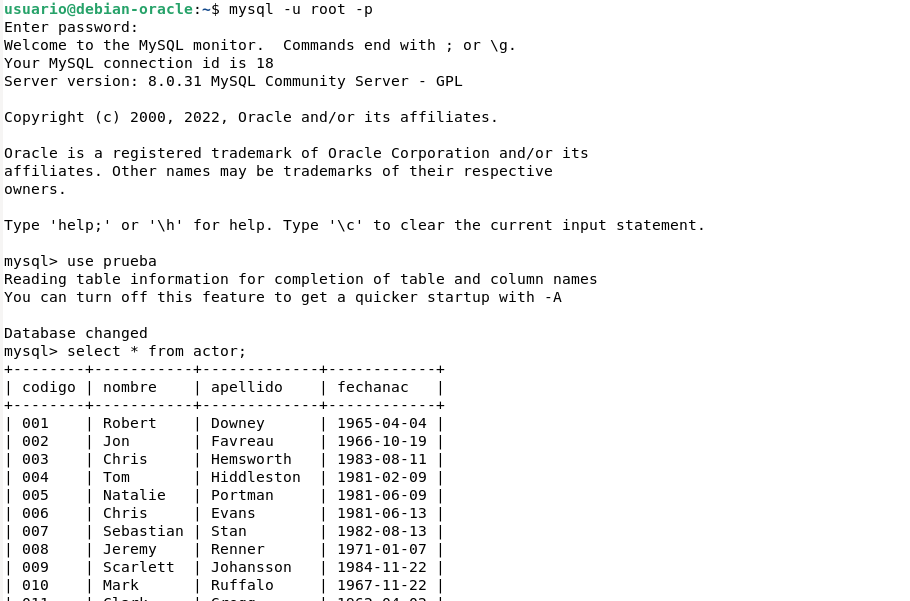 usuario@debian-oracle:~$ mysql -u root -p
Enter password:
Welcome to the MySQL monitor.  Commands end with ; or \g.
Your MySQL connection id is 18
Server version: 8.0.31 MySQL Community Server - GPL
Copyright (c) 2000, 2022, Oracle and/or its affiliates.
Oracle is a registered trademark of Oracle Corporation and/or its
affiliates. Other names may be trademarks of their respective
owners.
Type 'help;' or '\h' for help. Type '\c' to clear the current input statement.
mysql> use prueba
Reading table information for completion of table and column names
You can turn off this feature to get a quicker startup with -A
Database changed
mysql> select * from actor;
+--------+-----------+-------------+------------+
| codigo | nombre    | apellido    | fechanac   |
+--------+-----------+-------------+------------+
| 001    | Robert    | Downey      | 1965-04-04 |
| 002    | Jon       | Favreau     | 1966-10-19 |
| 003    | Chris     | Hemsworth   | 1983-08-11 |
| 004    | Tom       | Hiddleston  | 1981-02-09 |
| 005    | Natalie   | Portman     | 1981-06-09 |
| 006    | Chris     | Evans       | 1981-06-13 |
| 007    | Sebastian | Stan        | 1982-08-13 |
| 008    | Jeremy    | Renner      | 1971-01-07 |
| 009    | Scarlett  | Johansson   | 1984-11-22 |
| 010    | Mark      | Ruffalo     | 1967-11-22 |